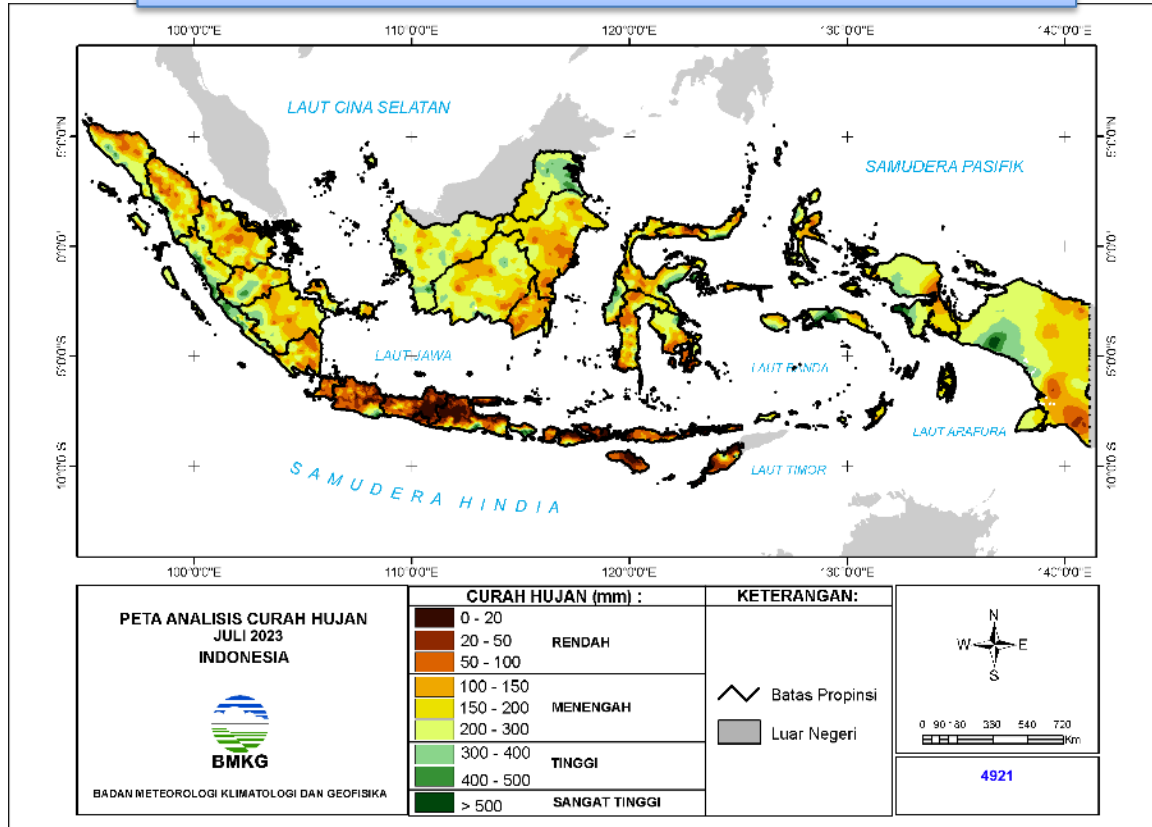 100°0'0"E 110°0'0"E 120°0'0"E 130°0'0"E 140°0'0"E
LAUT CINA SELATAN
SAMUDERA PASIFIK
5°0'0"N 5°0'0"N
0°0'0" 0°0'0"
5°0'0"S 5°0'0"S
LAUT JAWA
LAUT BANDA
LAUT ARAFURA
10°0'0"S 10°0'0"S
LAUT TIMOR
SAMUDERA HINDIA
100°0'0"E 110°0'0"E 120°0'0"E 130°0'0"E 140°0'0"E
PETA ANALISIS CURAH HUJAN
JULI 2023
INDONESIA
BMKG
BADAN METEOROLOGI KLIMATOLOGI DAN GEOFISIKA
CURAH HUJAN (mm) :
0 - 20
20 - 50
RENDAH
50 - 100
100 - 150
150 - 200
MENENGAH
200 - 300
300 - 400
TINGGI
400 - 500
> 500
SANGAT TINGGI
KETERANGAN:
Batas Propinsi
Luar Negeri
N
W E
S
0 90 180 360 540 720
Km
4921